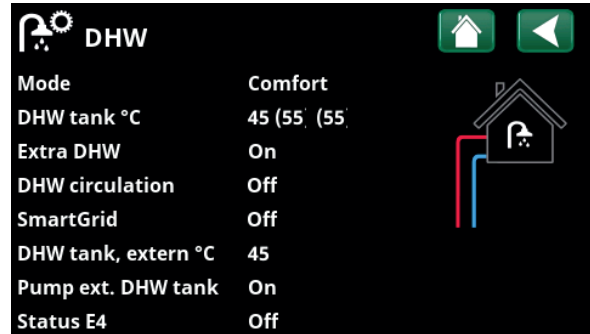 DHW
Mode Comfort
DHW tank °C 45 (55) (55)
Extra DHW On
DHW circulation Off
SmartGrid Off
DHW tank, extern °C 45
Pump ext. DHW tank On
Status E4 Off